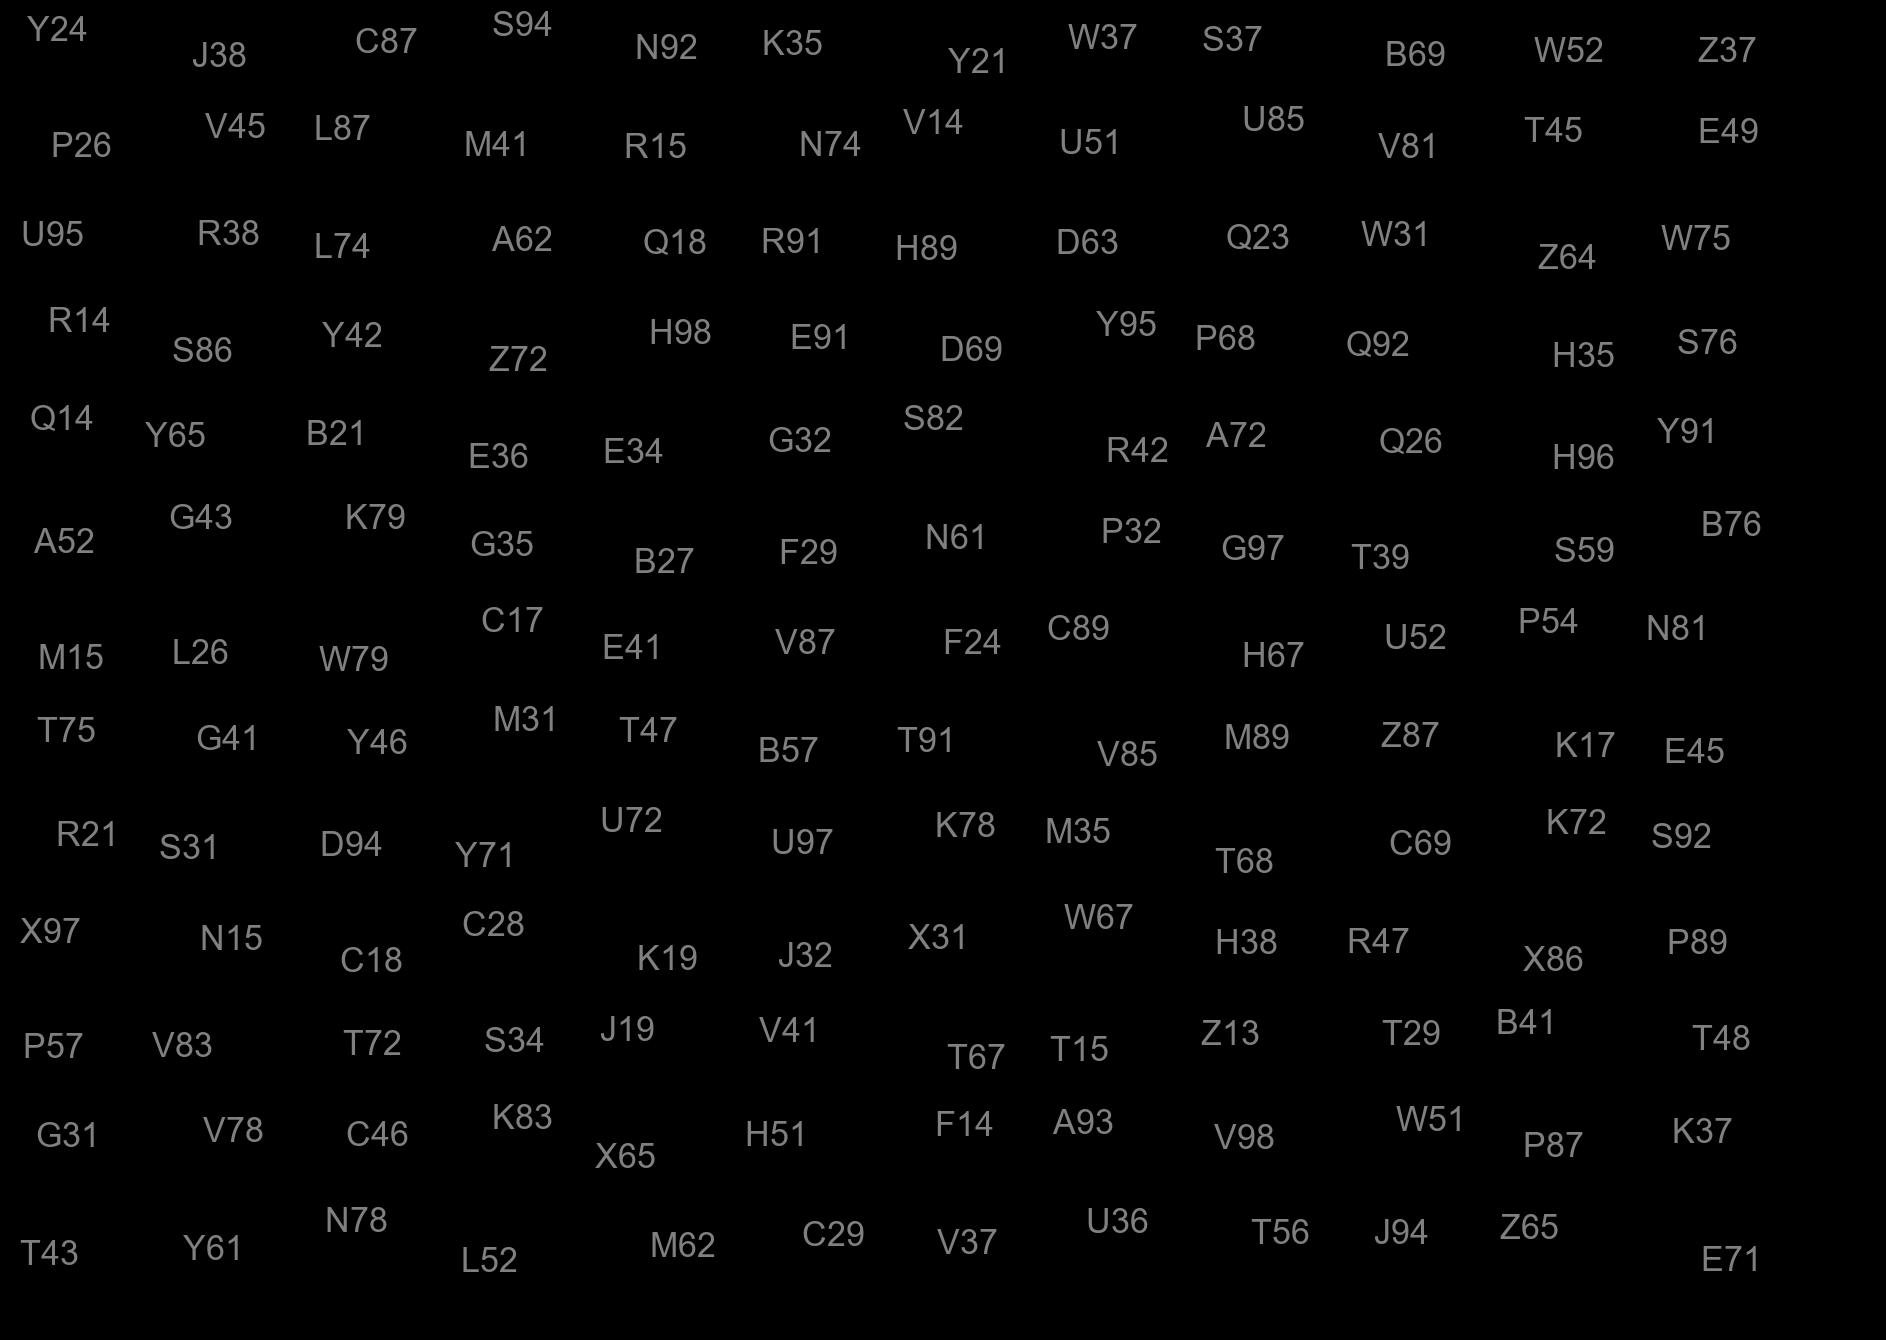 Y24 J38 C87 S94 N92 K35 Y21 W37 S37 B69 W52 Z37
P26 V45 L87 M41 R15 N74 V14 U51 U85 V81 T45 E49
U95 R38 L74 A62 Q18 R91 H89 D63 Q23 W31 Z64 W75
R14 S86 Y42 Z72 H98 E91 D69 Y95 P68 Q92 H35 S76
Q14 Y65 B21 E36 E34 G32 S82 R42 A72 Q26 H96 Y91
A52 G43 K79 G35 B27 F29 N61 P32 G97 T39 S59 B76
M15 L26 W79 C17 E41 V87 F24 C89 H67 U52 P54 N81
T75 G41 Y46 M31 T47 B57 T91 V85 M89 Z87 K17 E45
R21 S31 D94 Y71 U72 U97 K78 M35 T68 C69 K72 S92
X97 N15 C18 C28 K19 J32 X31 W67 H38 R47 X86 P89
P57 V83 T72 S34 J19 V41 T67 T15 Z13 T29 B41 T48
G31 V78 C46 K83 X65 H51 F14 A93 V98 W51 P87 K37
T43 Y61 N78 L52 M62 C29 V37 U36 T56 J94 Z65 E71